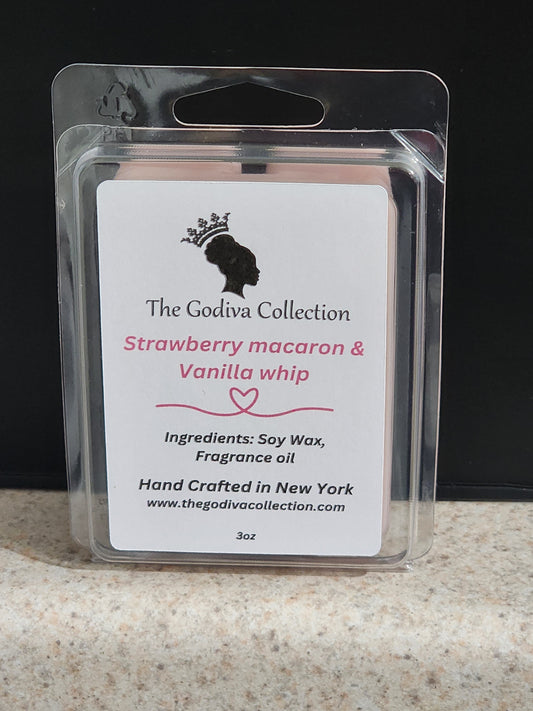 The Godiva Collection
Strawberry macaron &
Vanilla whip
Ingredients: Soy Wax,
Fragrance oil
Hand Crafted in New York
www.thegodivacollection.com
3oz